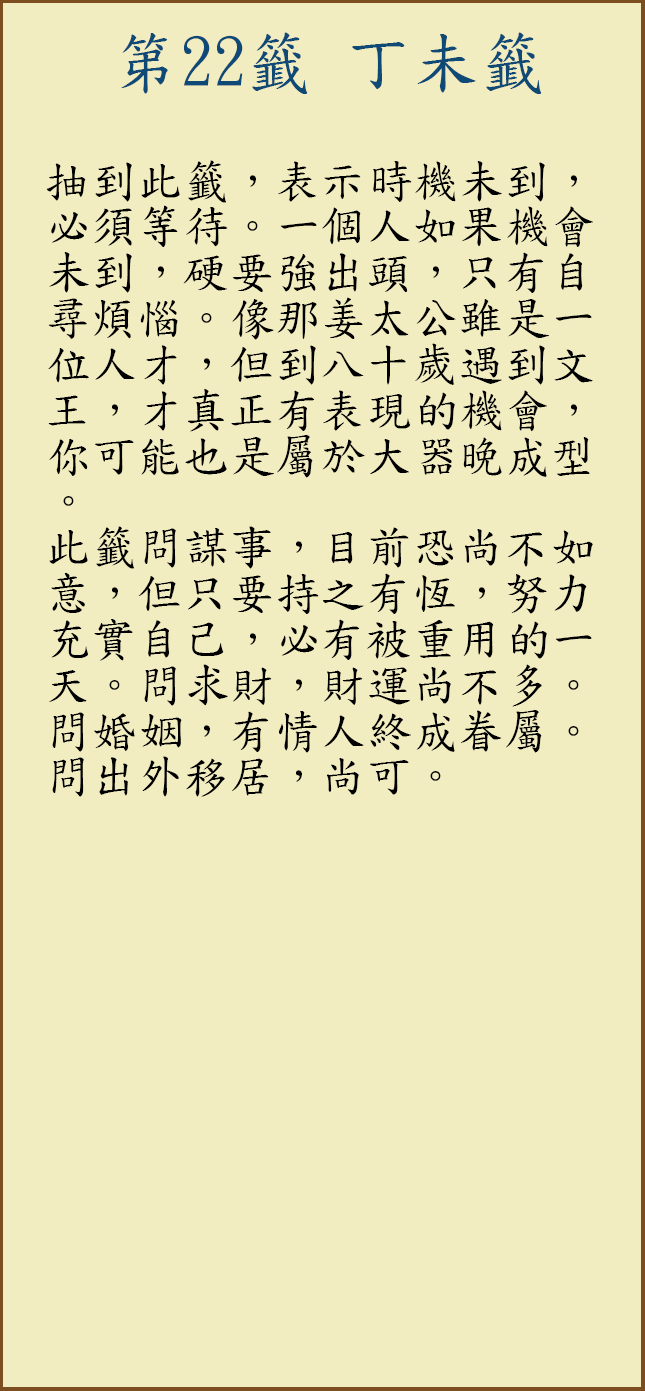 第22籤 丁未籤
抽到此籤，表示時機未到，
必須等待。一個人如果機會
未到，硬要強出頭，只有自
尋煩惱。像那姜太公雖是一
位人才，但到八十歲遇到文
王，才真正有表現的機會，
你可能也是屬於大器晚成型
。
此籤問謀事，目前恐尚不如
意，但只要持之有恆，努力
充實自己，必有被重用的一
天。問求財，財運尚不多。
問婚姻，有情人終成眷屬。
問出外移居，尚可。